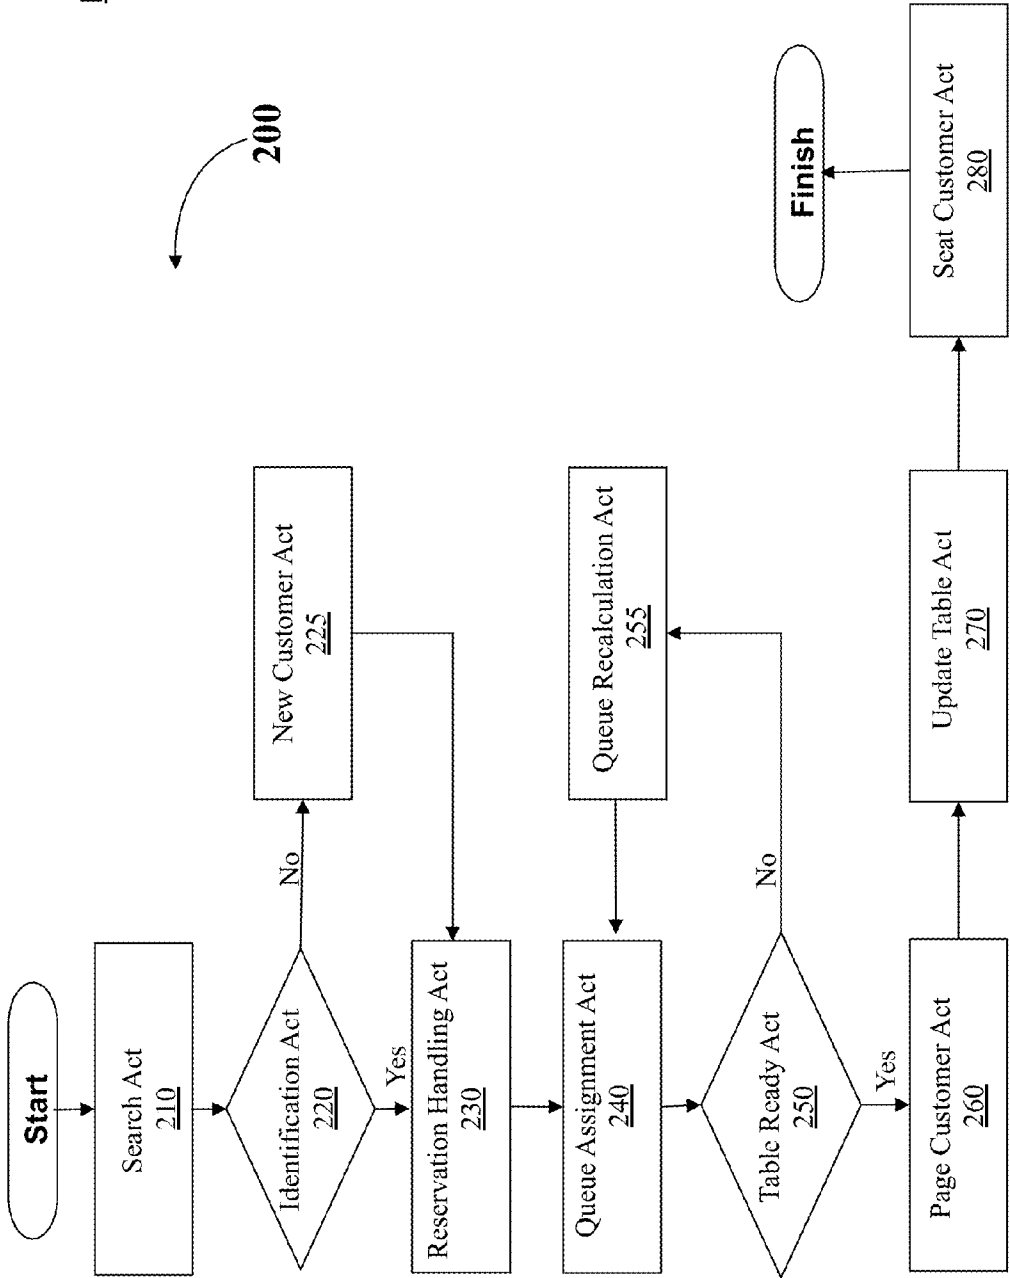 200
Start
Search Act
210
Identification Act
220
No
New Customer Act
225
Yes
Reservation Handling Act
230
Queue Assignment Act
240
Queue Recalculation Act
255
Table Ready Act
250
No
Yes
Page Customer Act
260
Update Table Act
270
Seat Customer Act
280
Finish